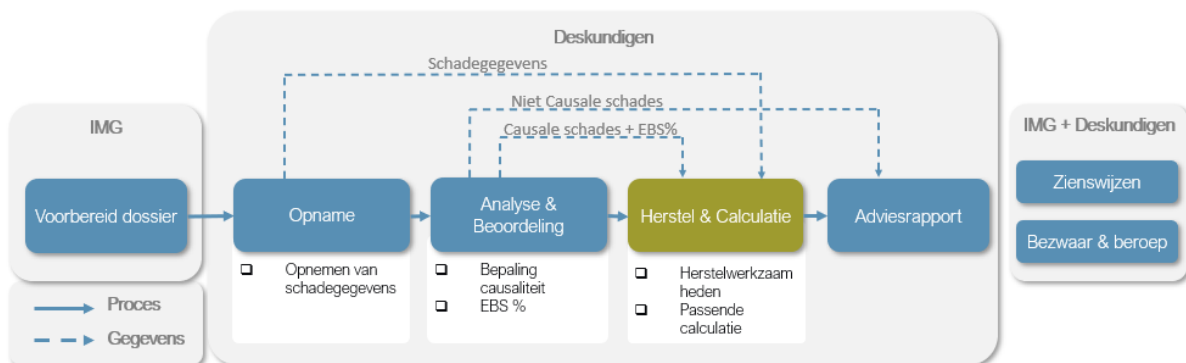 Deskundigen
Schadegegevens
Niet Causale schades
Causale schades + EBS%
IMG
Voorbereid dossier
Opname
Analyse &
Beoordeling
Herstel & Calculatie
Adviesrapport
Opnemen van
schadegegevens
Bepaling
causaliteit
EBS %
Herstelwerkzaam
heden
Passende
calculatie
IMG + Deskundigen
Zienswijzen
Bezwaar & beroep
Proces
Gegevens